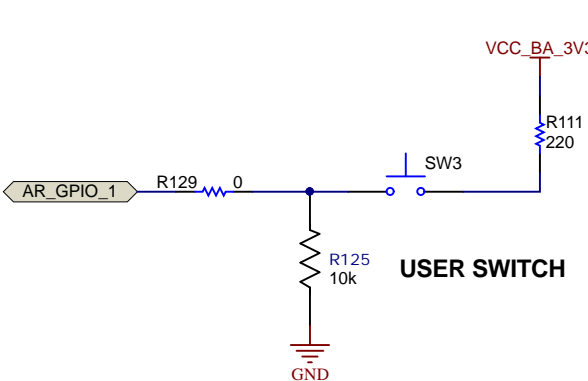 VCC_BA_3V3
R111
220
SW3
R129 0
AR_GPIO_1
R125
10k
USER SWITCH
GND